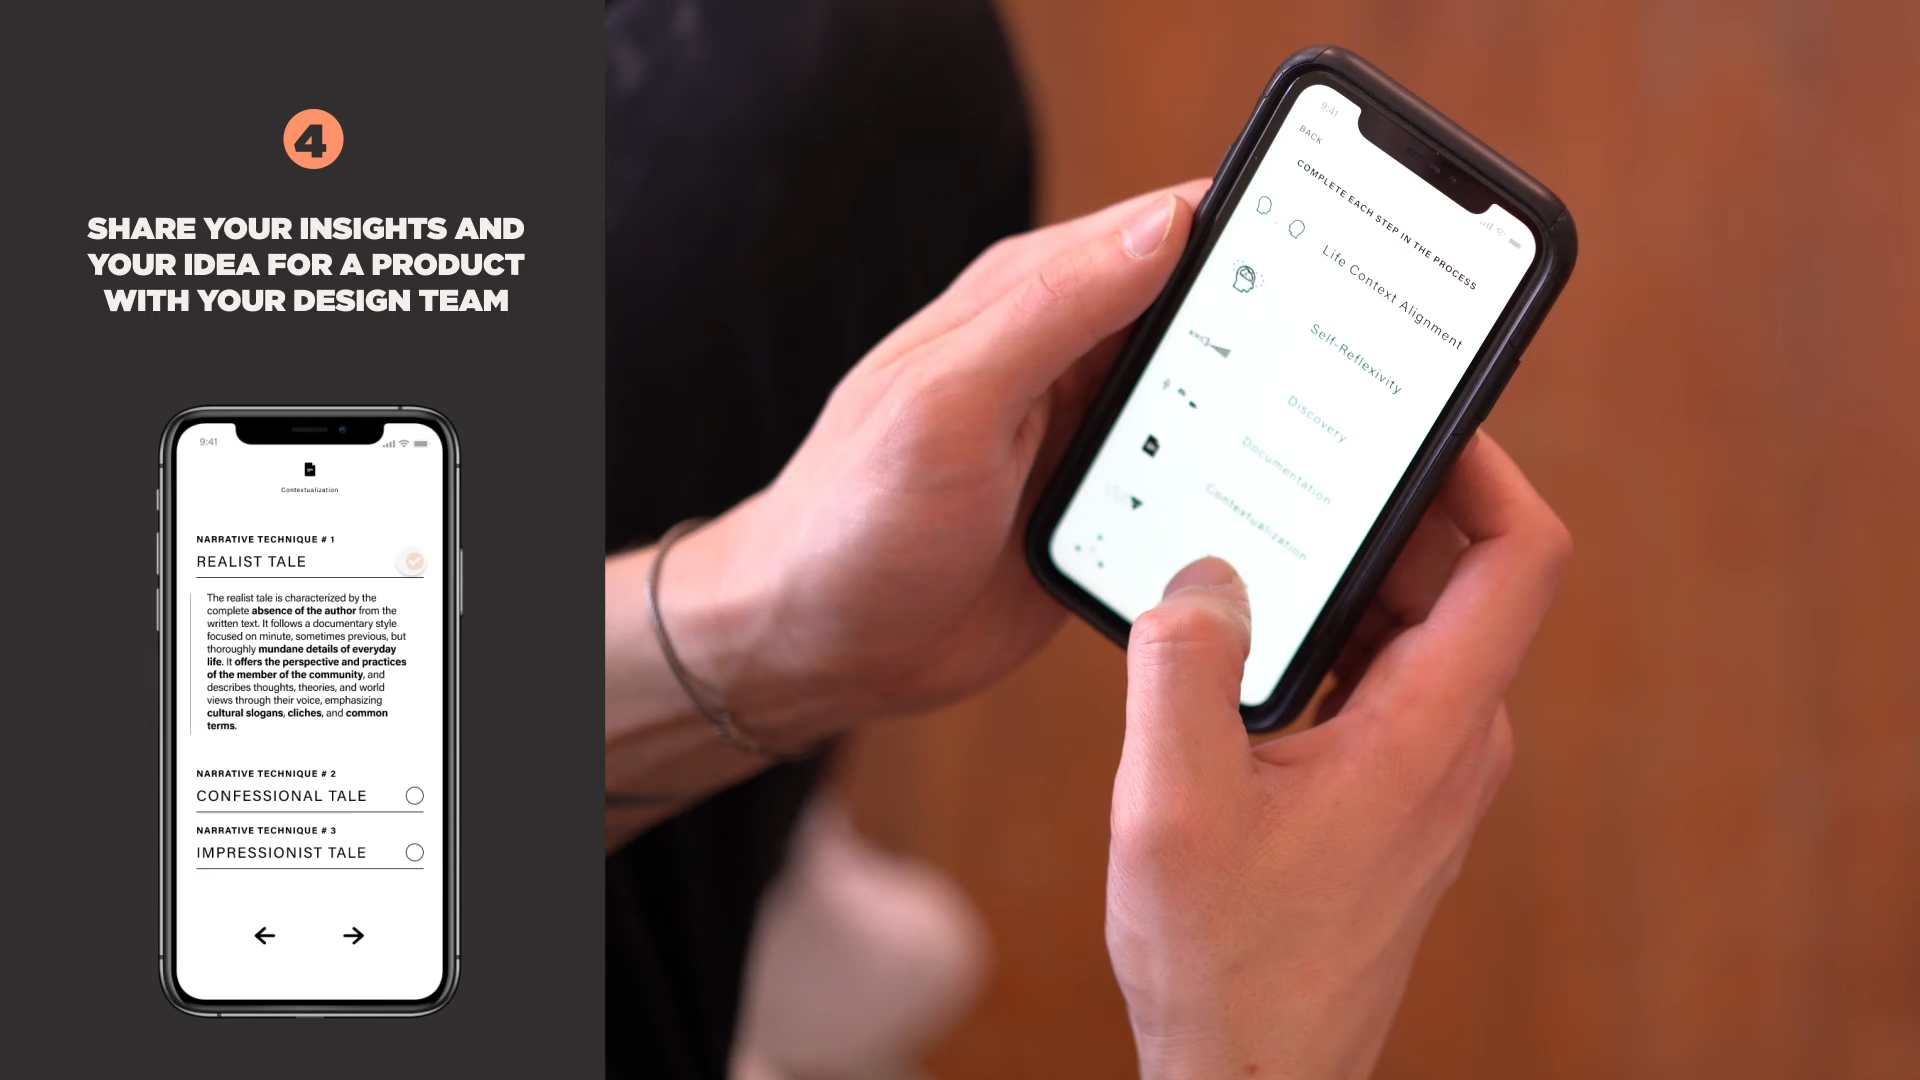 4
SHARE YOUR INSIGHTS AND
YOUR IDEA FOR A PRODUCT
WITH YOUR DESIGN TEAM
9:41
Contextualization
NARRATIVE TECHNIQUE # 1
REALIST TALE
The realist tale is characterized by the
complete absence of the author from the
written text. It follows a documentary style
focused on minute, sometimes previous, but
thoroughly mundane details of everyday
life. It offers the perspective and practices
of the member of the community, and
describes thoughts, theories, and world
views through their voice, emphasizing
cultural slogans, cliches, and common
terms.
NARRATIVE TECHNIQUE # 2
CONFESSIONAL TALE
NARRATIVE TECHNIQUE # 3
IMPRESSIONIST TALE
9:41
BACK
COMPLETE EACH STEP IN THE PROCESS
Life Context Alignment
Self-Reflexivity
Discovery
Documentation
Contextualization